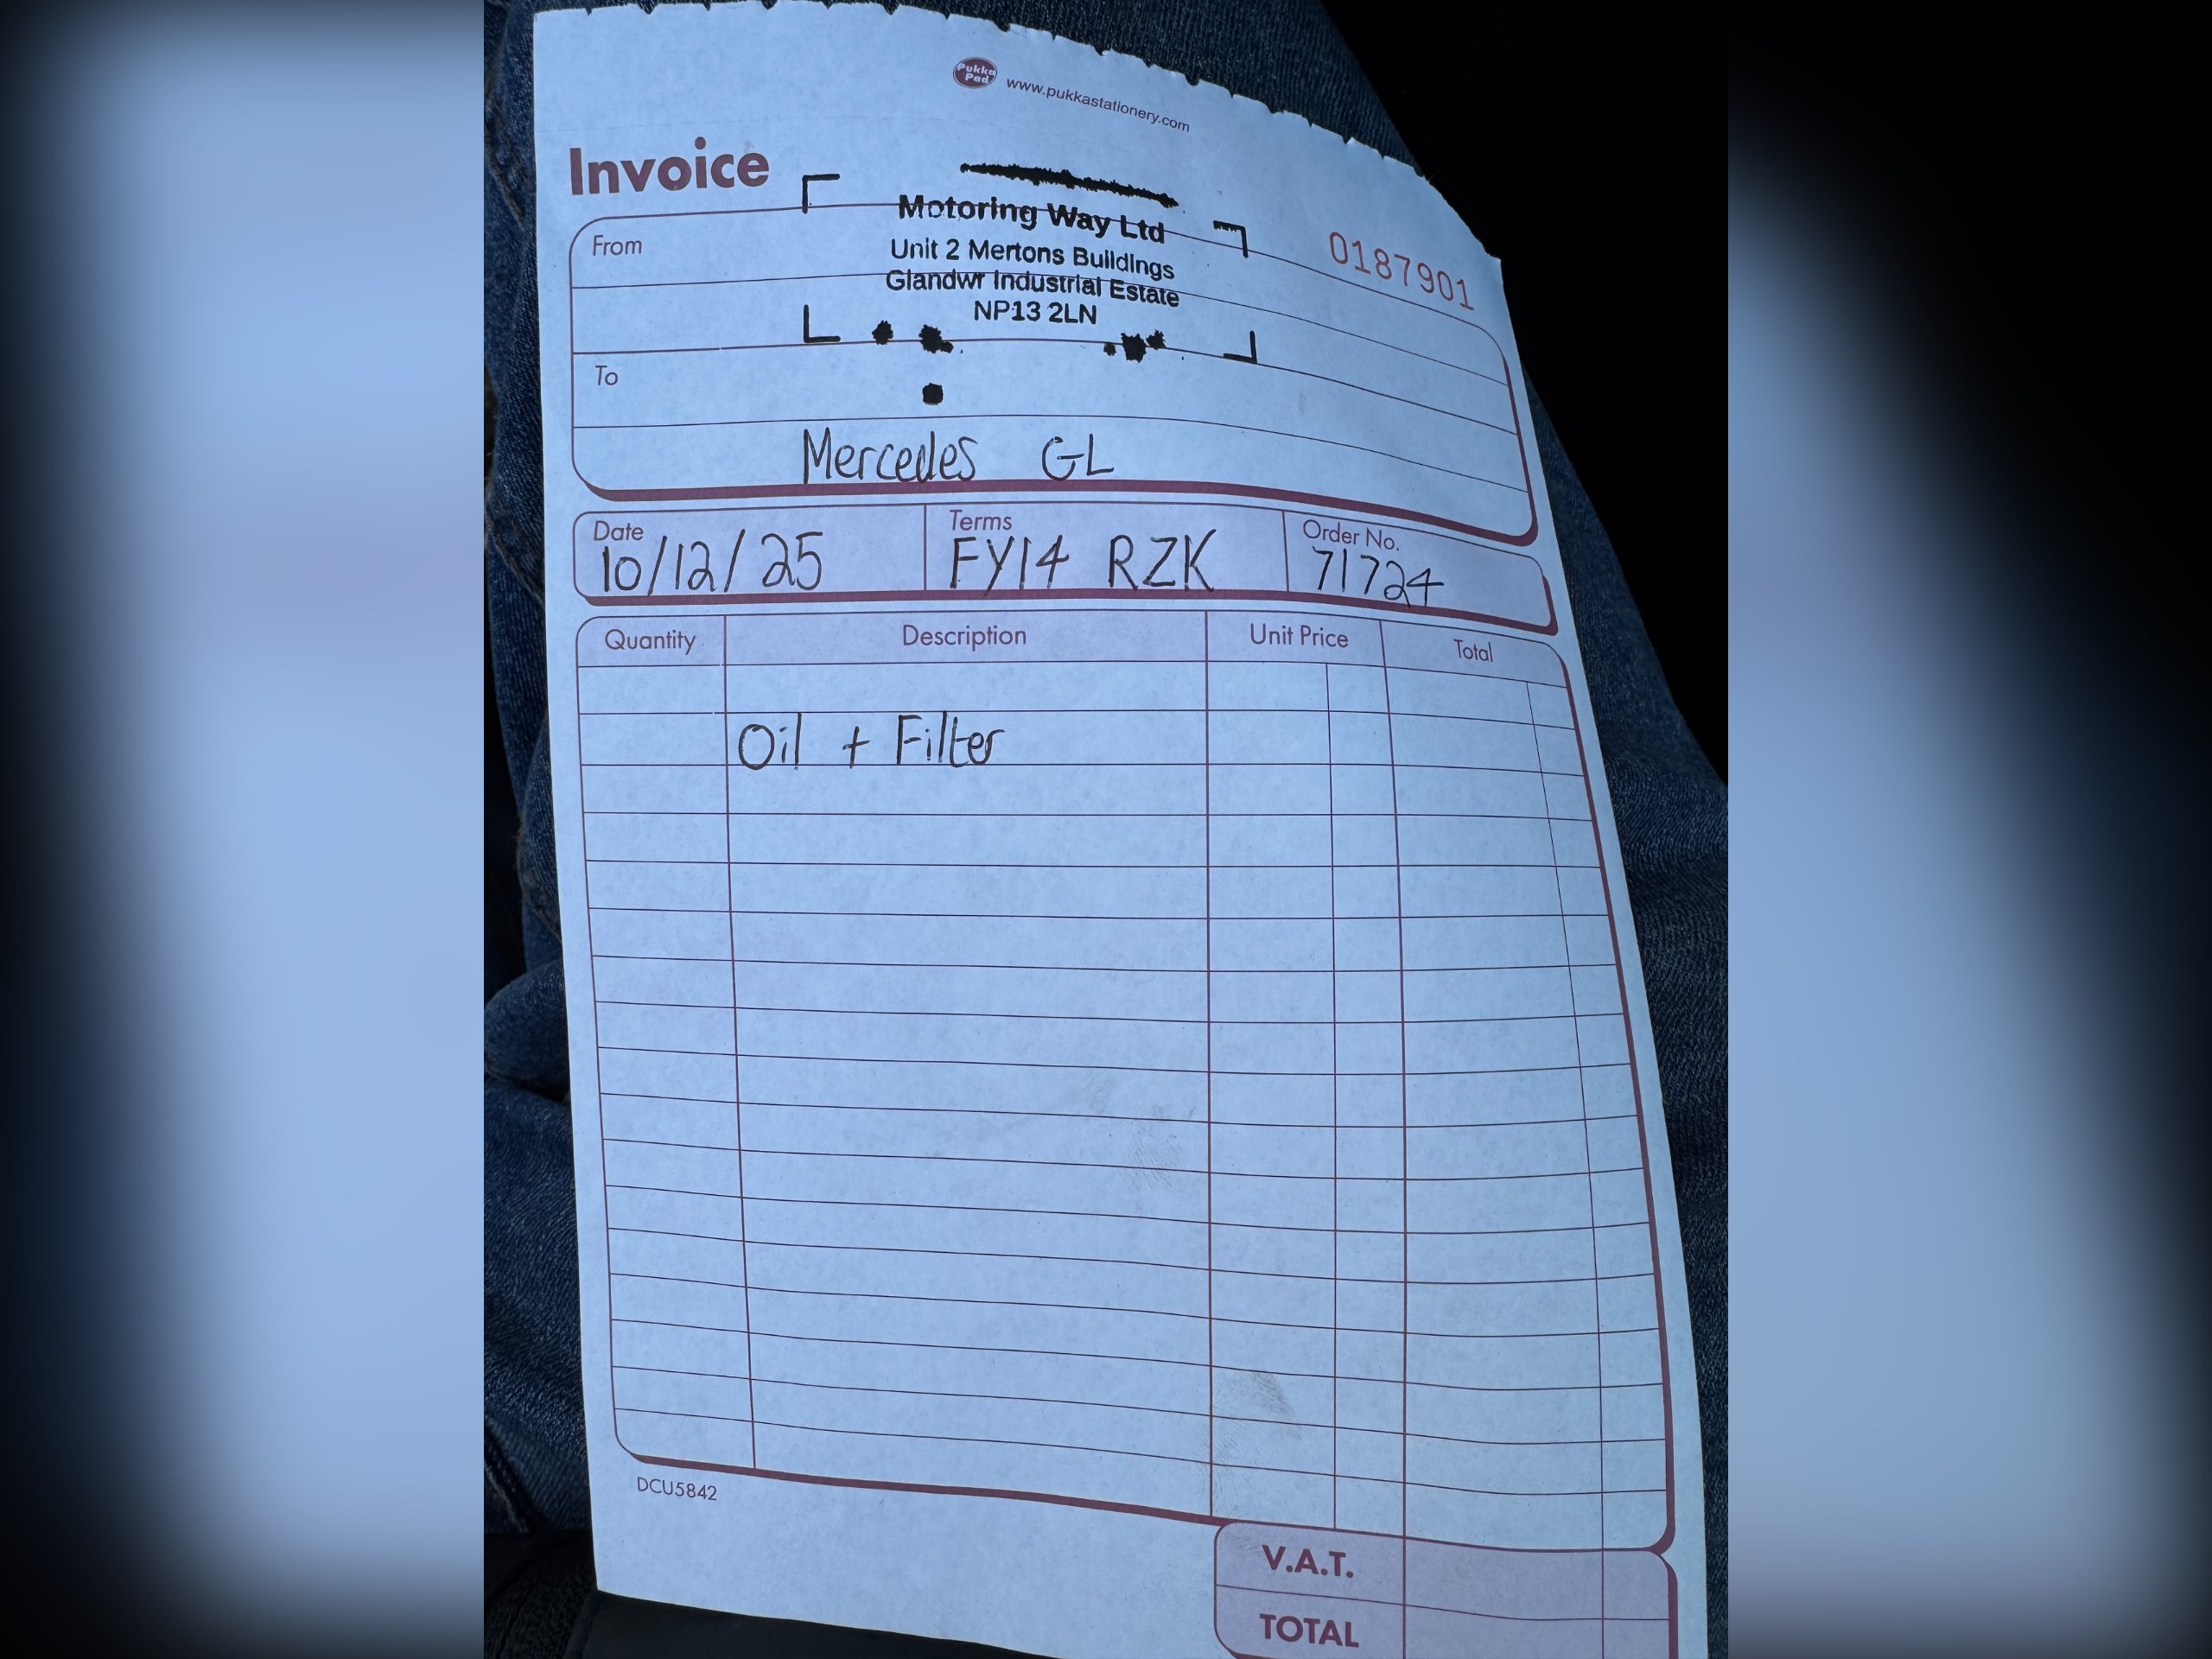 Pukka Pad www.pukkastationery.com
Invoice
Motoring Way Ltd
From
Unit 2 Mertons Buildings
0187901
Glandwr Industrial Estate
NP13 2LN
To
Mercedes GL
Date Terms Order No.
10/12/25 FY14 RZK 71724
Quantity Description Unit Price Total
Oil + Filter
DCU5842
V.A.T.
TOTAL